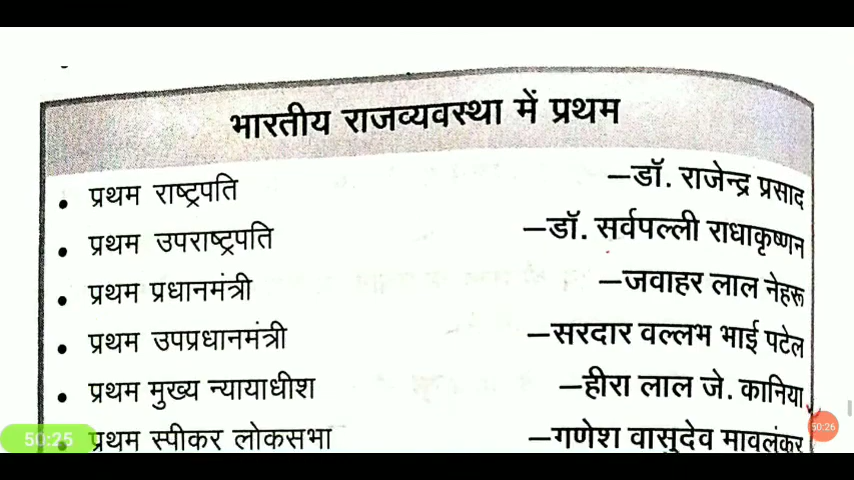 भारतीय राजव्यवस्था में प्रथम
• प्रथम राष्ट्रपति –डॉ. राजेन्द्र प्रसाद
• प्रथम उपराष्ट्रपति –डॉ. सर्वपल्ली राधाकृष्णन
• प्रथम प्रधानमंत्री –जवाहर लाल नेहरू
• प्रथम उपप्रधानमंत्री –सरदार वल्लभ भाई पटेल
• प्रथम मुख्य न्यायाधीश –हीरा लाल जे. कानिया
• प्रथम स्पीकर लोकसभा –गणेश वासुदेव मावलंकर
50:25
50:26